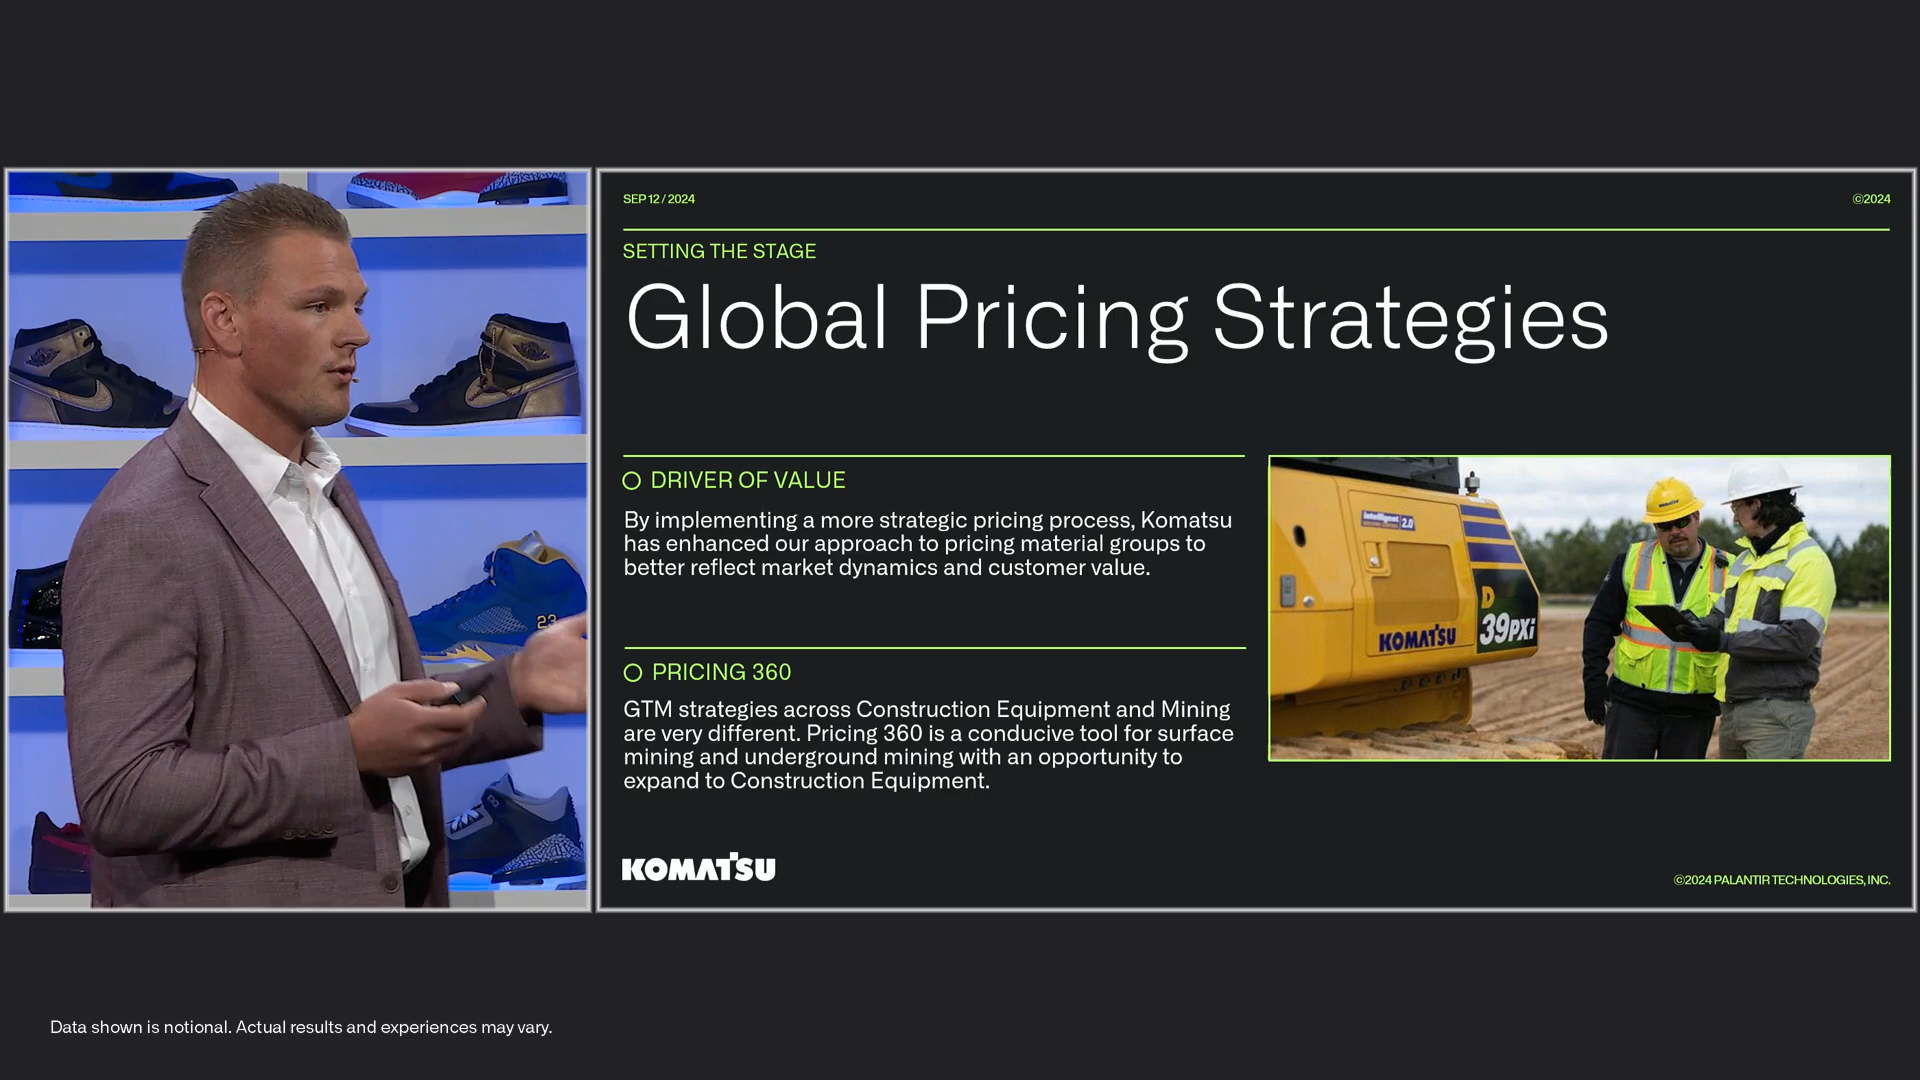 SEP 12 / 2024
©2024
SETTING THE STAGE
Global Pricing Strategies
DRIVER OF VALUE
By implementing a more strategic pricing process, Komatsu
has enhanced our approach to pricing material groups to
better reflect market dynamics and customer value.
PRICING 360
GTM strategies across Construction Equipment and Mining
are very different. Pricing 360 is a conducive tool for surface
mining and underground mining with an opportunity to
expand to Construction Equipment.
intelligent 2.0
KOMATSU
D
39PXi
KOMATSU
©2024 PALANTIR TECHNOLOGIES, INC.
23
Data shown is notional. Actual results and experiences may vary.